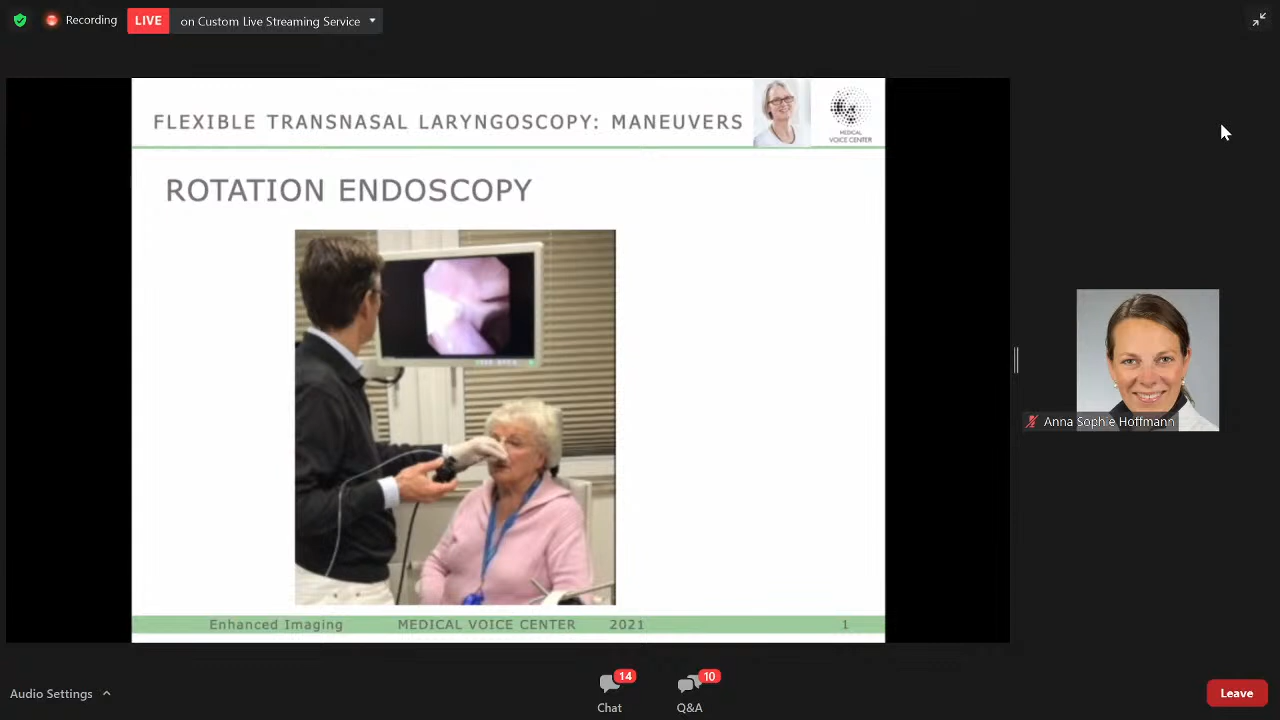 Recording
LIVE
on Custom Live Streaming Service
FLEXIBLE TRANSNASAL LARYNGOSCOPY: MANEUVERS
MEDICAL
VOICE CENTER
ROTATION ENDOSCOPY
Anna Sophie Hoffmann
Enhanced Imaging MEDICAL VOICE CENTER 2021 1
Audio Settings
14
Chat
10
Q&A
Leave